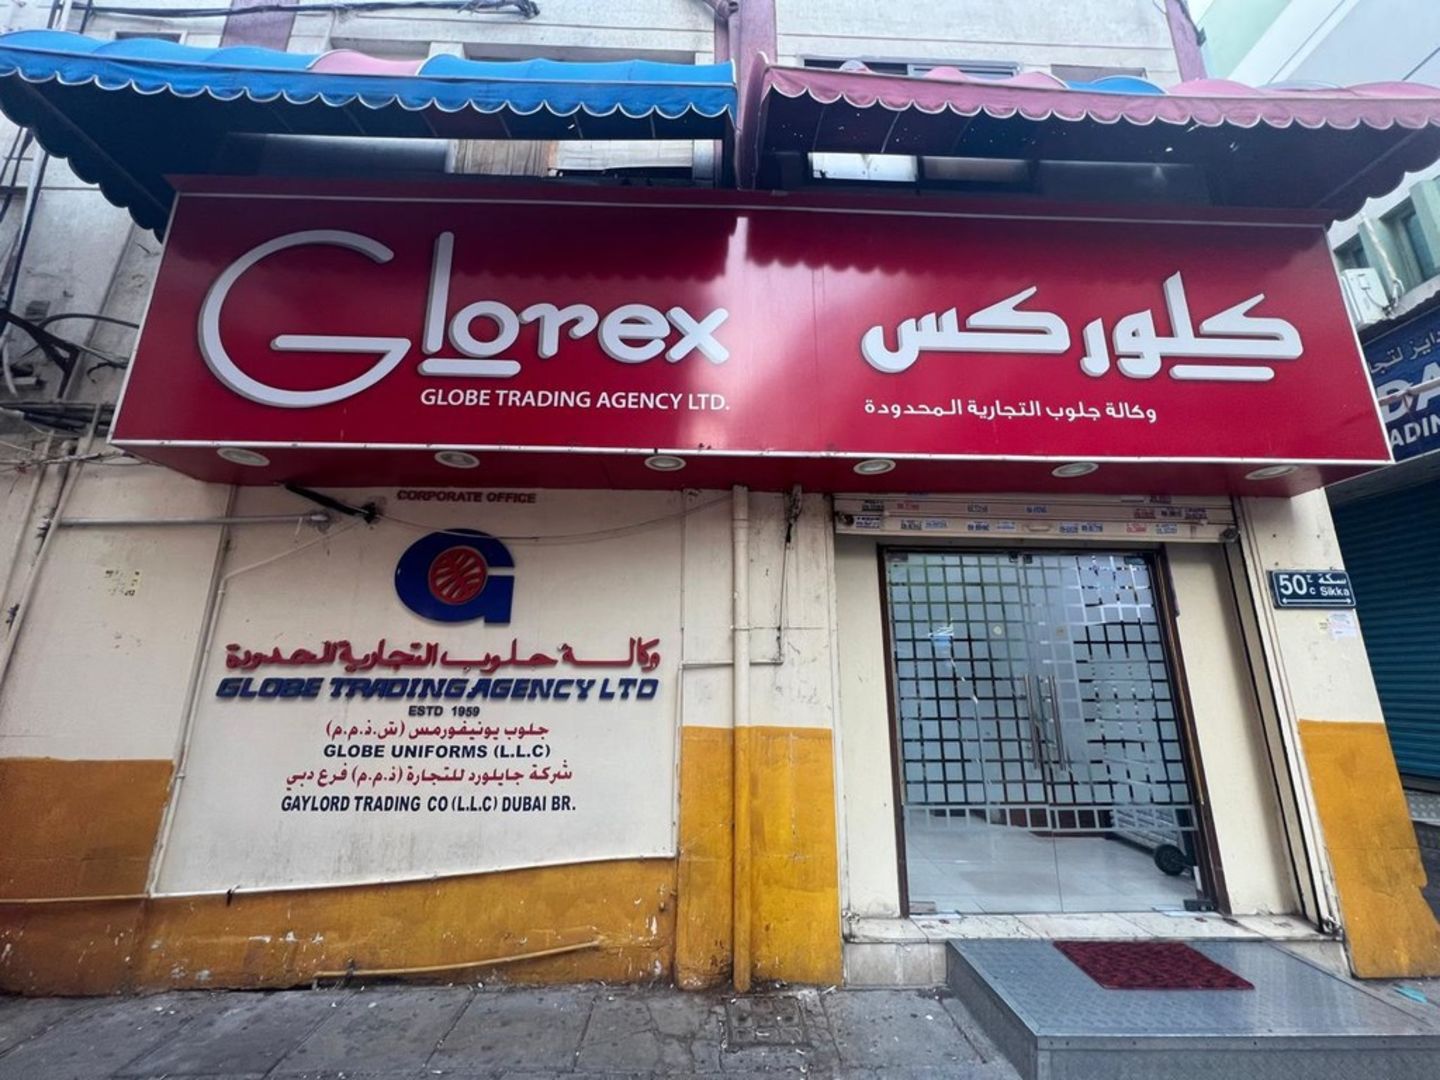 Glorex
GLOBE TRADING AGENCY LTD.
كلوركس
وكالة جلوب التجارية المحدودة
CORPORATE OFFICE
وكالة جلوب التجارية المحدودة
GLOBE TRADING AGENCY LTD
ESTD 1959
جلوب يونيفورمس (ش.ذ.م.م)
GLOBE UNIFORMS (L.L.C)
شركة جايلورد للتجارة (ذ.م.م) فرع دبي
GAYLORD TRADING CO (L.L.C) DUBAI BR.
50 ج سكة
C Sikka